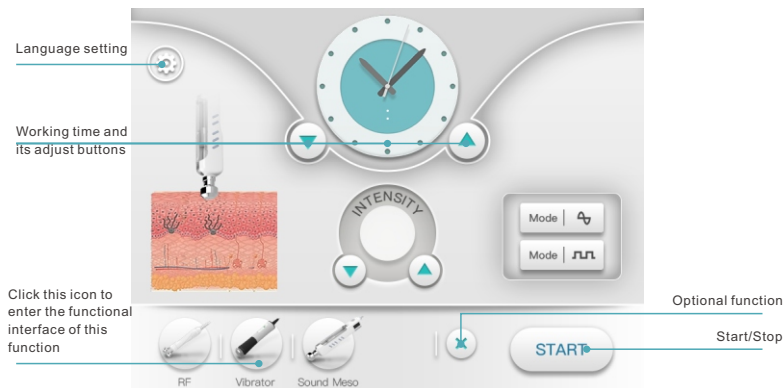 Language setting
Working time and
its adjust buttons
INTENSITY
Mode
Mode
Click this icon to
enter the functional
interface of this
function
Optional function
Start/Stop
START
RF
Vibrator
Sound Meso